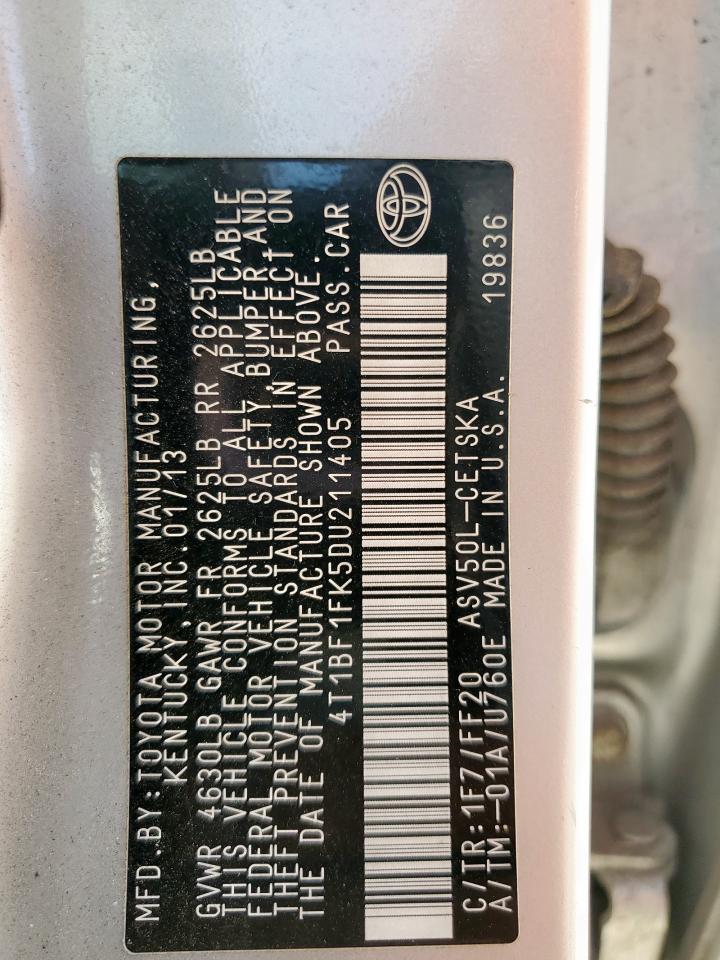 MFD.BY:TOYOTA MOTOR MANUFACTURING,
KENTUCKY,INC.01/13
GVWR 4630LB GAWR FR 2625LB RR 2625LB
THIS VEHICLE CONFORMS TO ALL APPLICABLE
FEDERAL MOTOR VEHICLE SAFETY,BUMPER,AND
THEFT PREVENTION STANDARDS IN EFFECT ON
THE DATE OF MANUFACTURE SHOWN ABOVE.
4T1BF1FK5DU211405 PASS.CAR
C/TR:1F7/FF20 ASV50L-CETSKA
A/TM:-01A/U760E MADE IN U.S.A. 19836